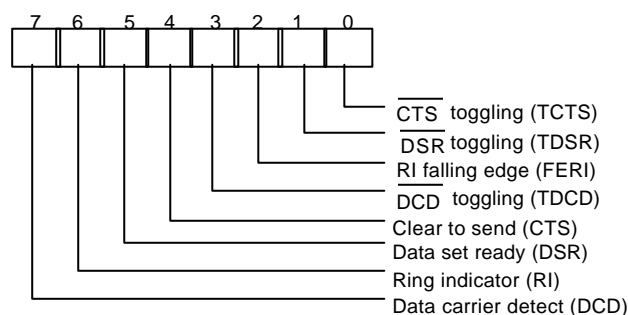 7 6 5 4 3 2 1 0
CTS toggling (TCTS)
DSR toggling (TDSR)
RI falling edge (FERI)
DCD toggling (TDCD)
Clear to send (CTS)
Data set ready (DSR)
Ring indicator (RI)
Data carrier detect (DCD)